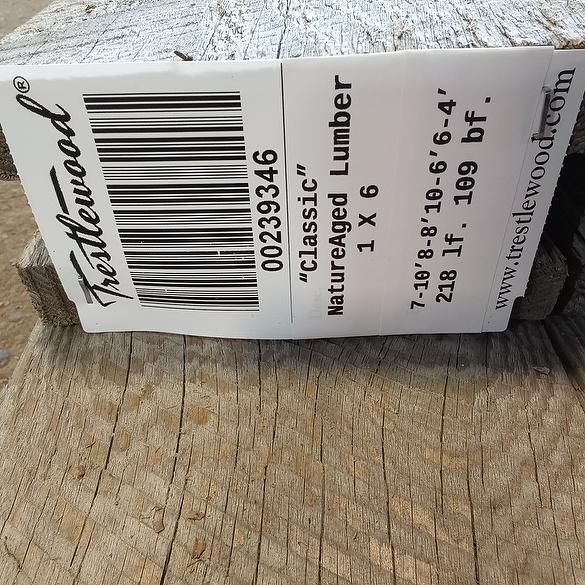 Trestlewood®
00239346
"Classic"
NatureAged Lumber
1 X 6
7-10'8-8'10-6'6-4'
218 lf. 109 bf.
www.trestlewood.com